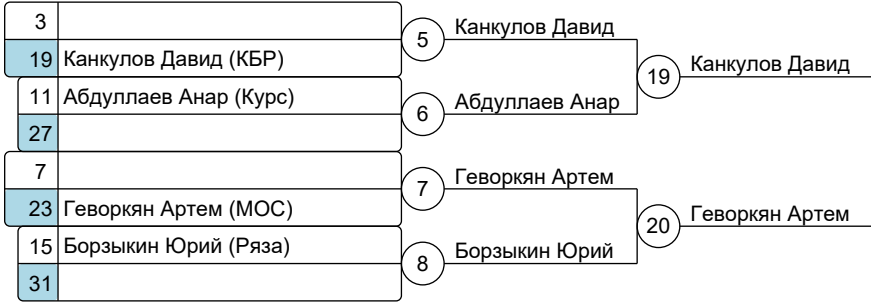 3
5
Канкулов Давид
19 Канкулов Давид (КБР)
19
Канкулов Давид
11 Абдуллаев Анар (Курс)
6
Абдуллаев Анар
27
7
7
Геворкян Артем
23 Геворкян Артем (МОС)
20
Геворкян Артем
15 Борзыкин Юрий (Ряза)
8
Борзыкин Юрий
31